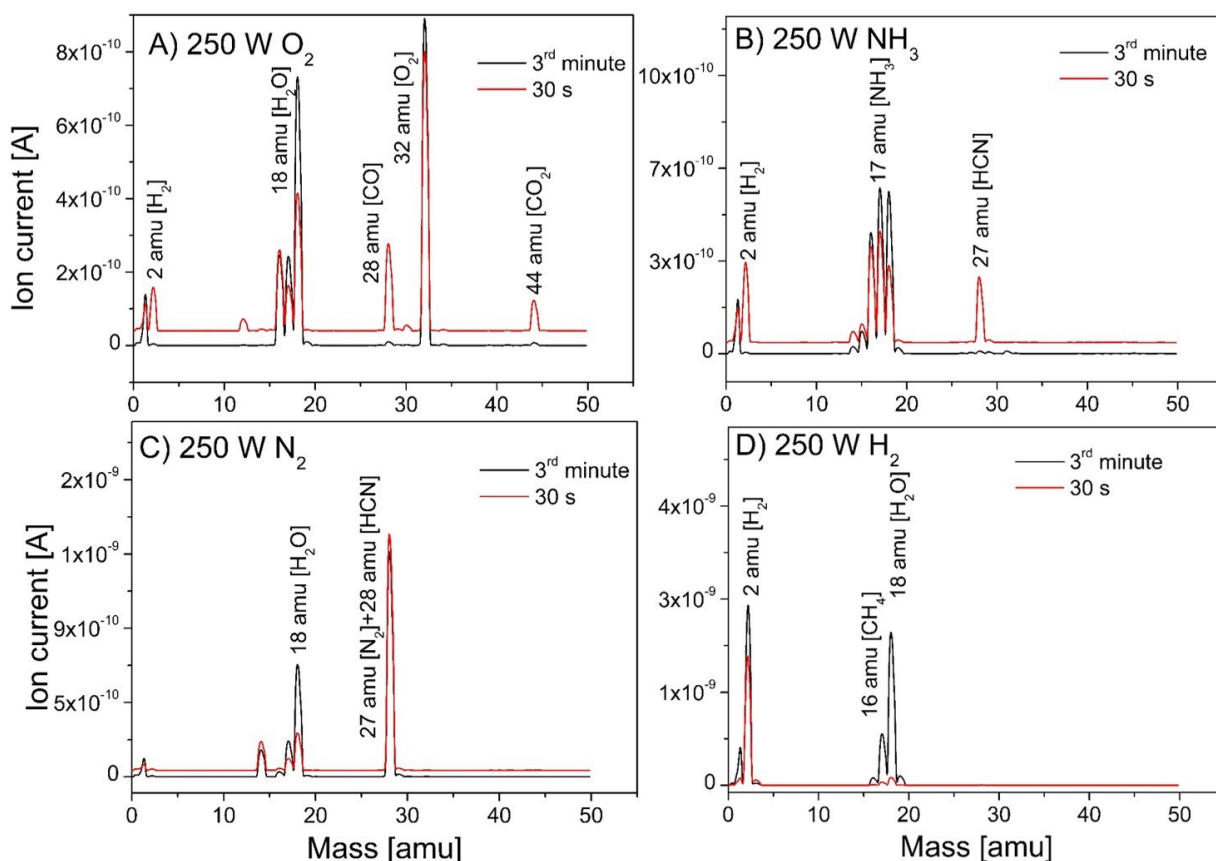 A) 250 W O₂
3rd minute
30 s
8x10⁻¹⁰
6x10⁻¹⁰
4x10⁻¹⁰
2x10⁻¹⁰
0
Ion current [A]
2 amu [H₂]
18 amu [H₂O]
28 amu [CO]
32 amu [O₂]
44 amu [CO₂]
0 10 20 30 40 50
B) 250 W NH₃
3rd minute
30 s
10x10⁻¹⁰
7x10⁻¹⁰
3x10⁻¹⁰
0
2 amu [H₂]
17 amu [NH₃]
27 amu [HCN]
0 10 20 30 40 50
C) 250 W N₂
3rd minute
30 s
2x10⁻⁹
1x10⁻⁹
9x10⁻¹⁰
5x10⁻¹⁰
0
Ion current [A]
18 amu [H₂O]
27 amu [N₂]+28 amu [HCN]
0 10 20 30 40 50
Mass [amu]
D) 250 W H₂
3rd minute
30 s
4x10⁻⁹
3x10⁻⁹
1x10⁻⁹
0
2 amu [H₂]
16 amu [CH₄]
18 amu [H₂O]
0 10 20 30 40 50
Mass [amu]